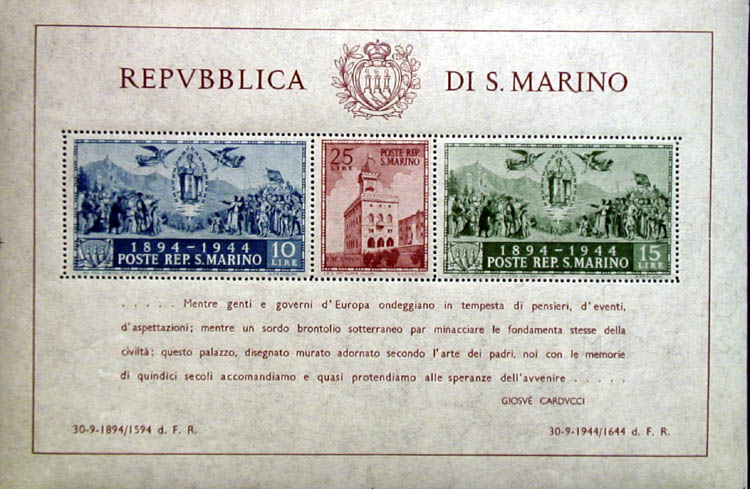 REPVBBLICA DI S. MARINO
1894-1944
10
LIRE
POSTE REP. S. MARINO
25
LIRE
POSTE REP.
S. MARINO
1894-1944
15
LIRE
POSTE REP. S. MARINO
. . . . . Mentre genti e governi d'Europa ondeggiano in tempesta di pensieri, d'eventi,
d'aspettazioni; mentre un sordo brontolio sotterraneo par minacciare le fondamenta stesse della
civiltà; questo palazzo, disegnato murato adornato secondo l'arte dei padri, noi con le memorie
di quindici secoli accomandiamo e quasi protendiamo alle speranze dell'avvenire . . . . .
GIOSVÈ CARDVCCI
30-9-1894/1594 d. F. R.
30-9-1944/1644 d. F. R.